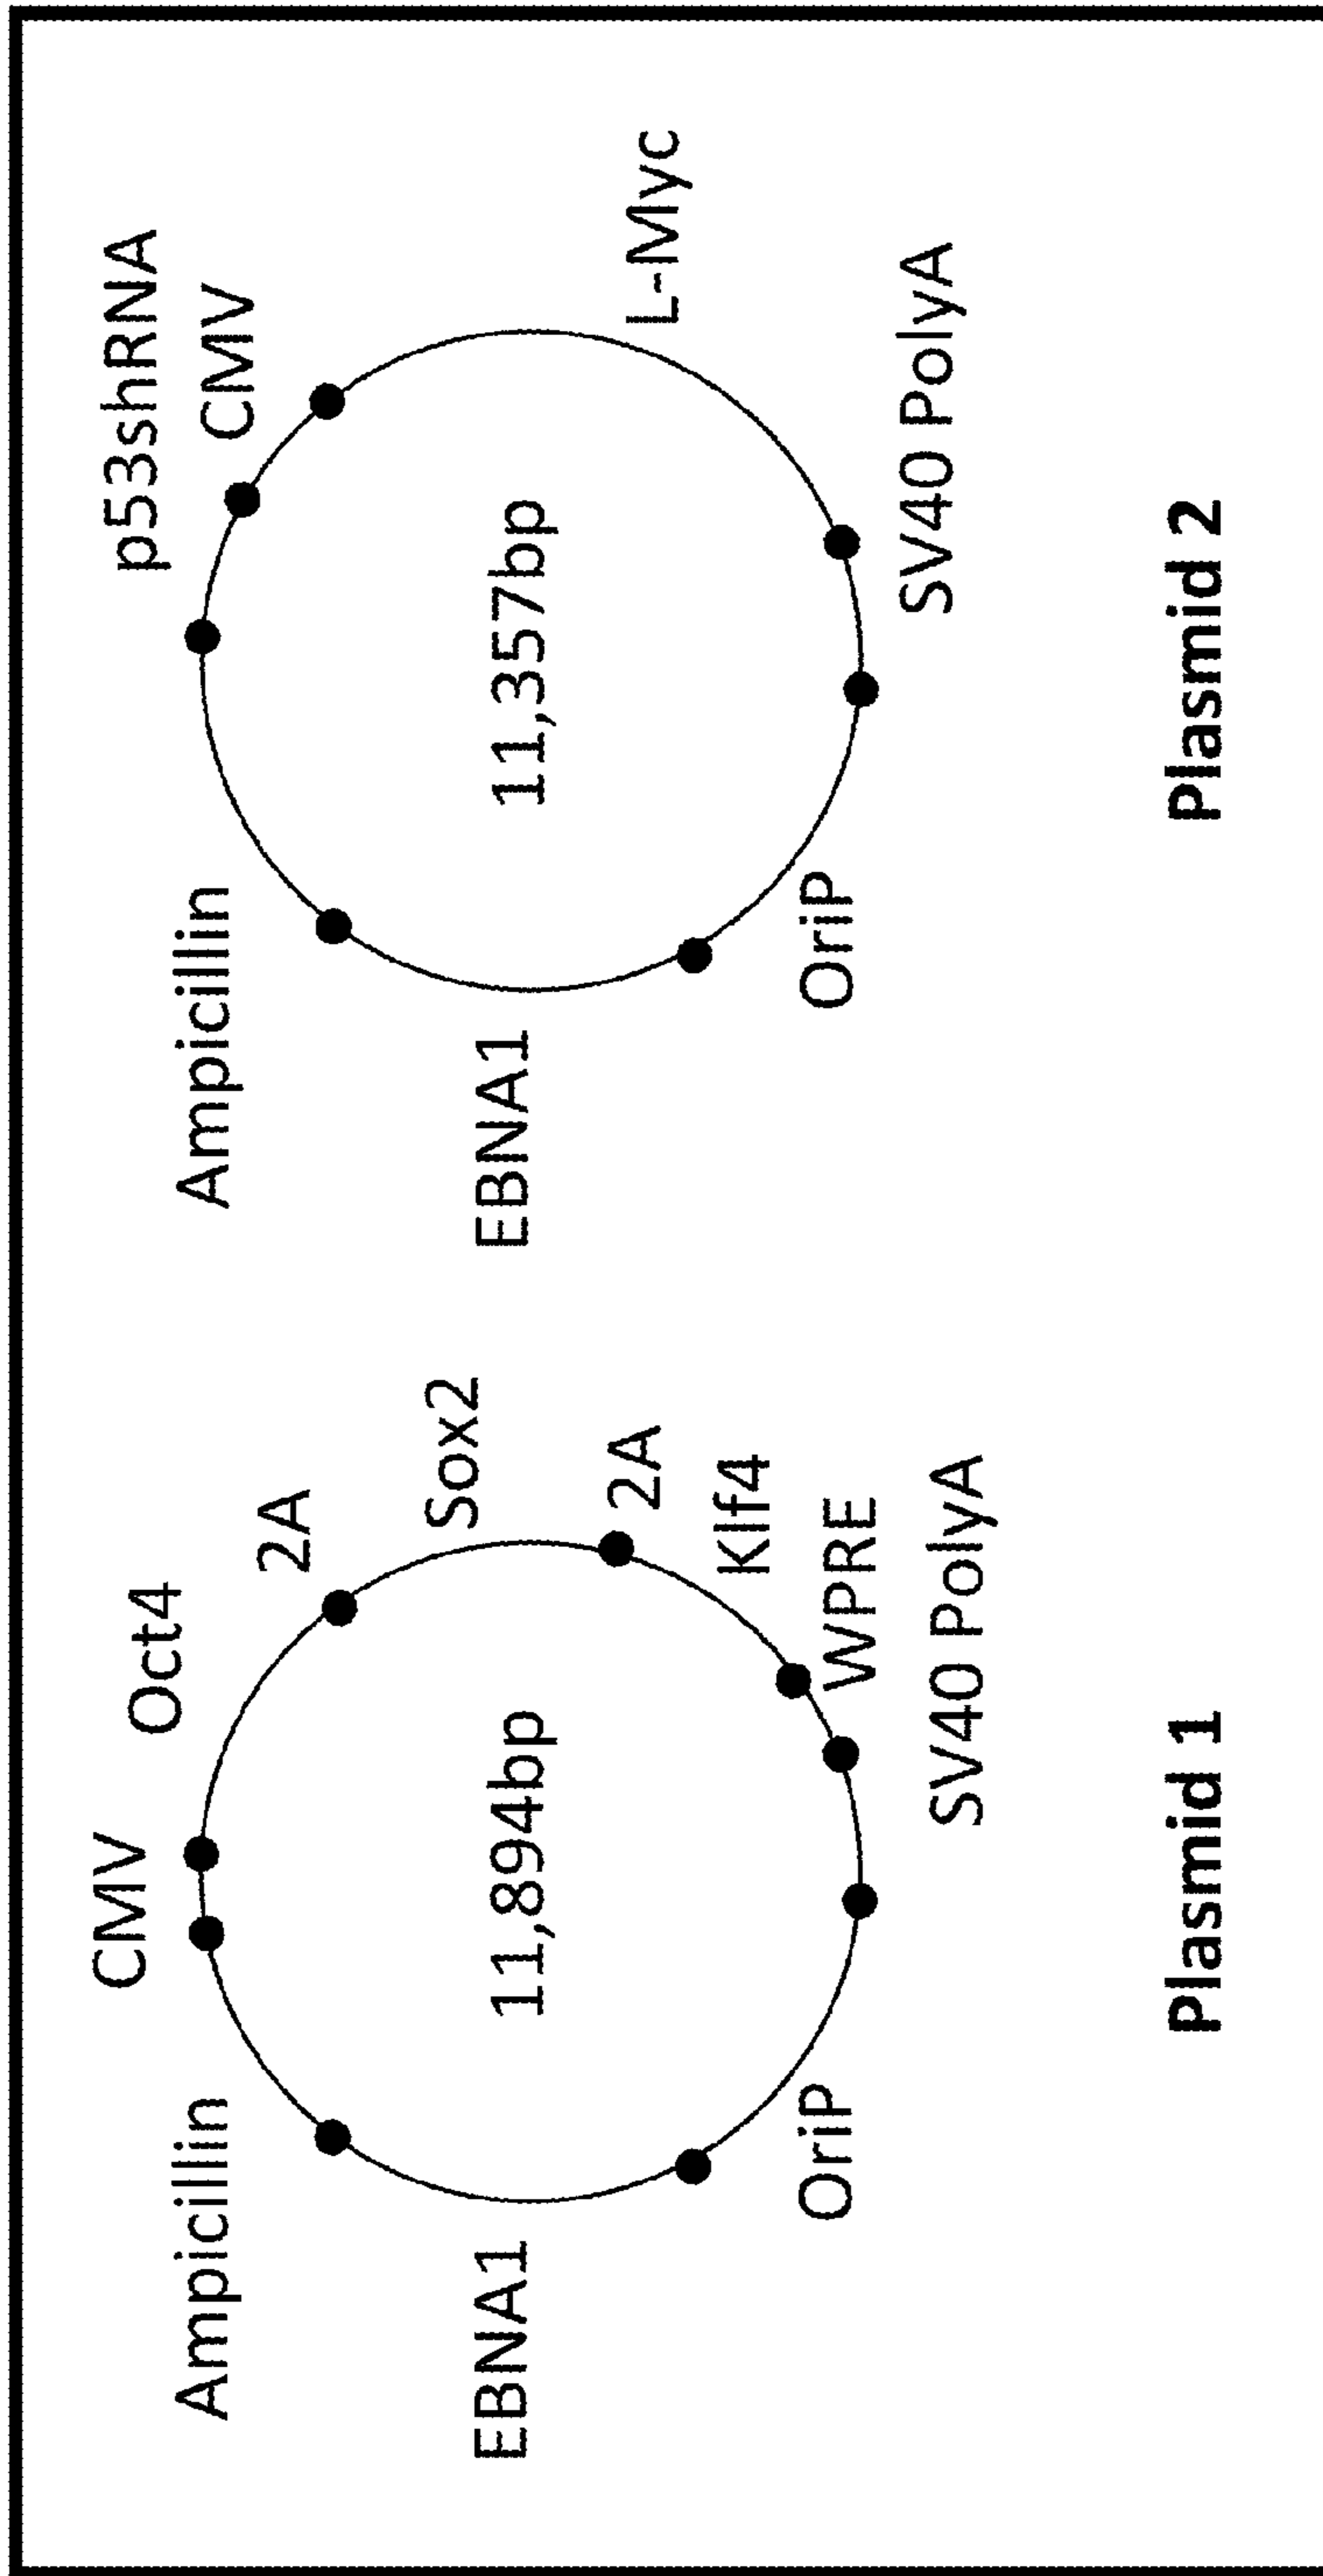 CMV
Oct4
2A
Sox2
2A
Klf4
WPRE
SV40 PolyA
OriP
EBNA1
Ampicillin
11,894bp
Plasmid 1
p53shRNA
CMV
L-Myc
SV40 PolyA
OriP
EBNA1
Ampicillin
11,357bp
Plasmid 2